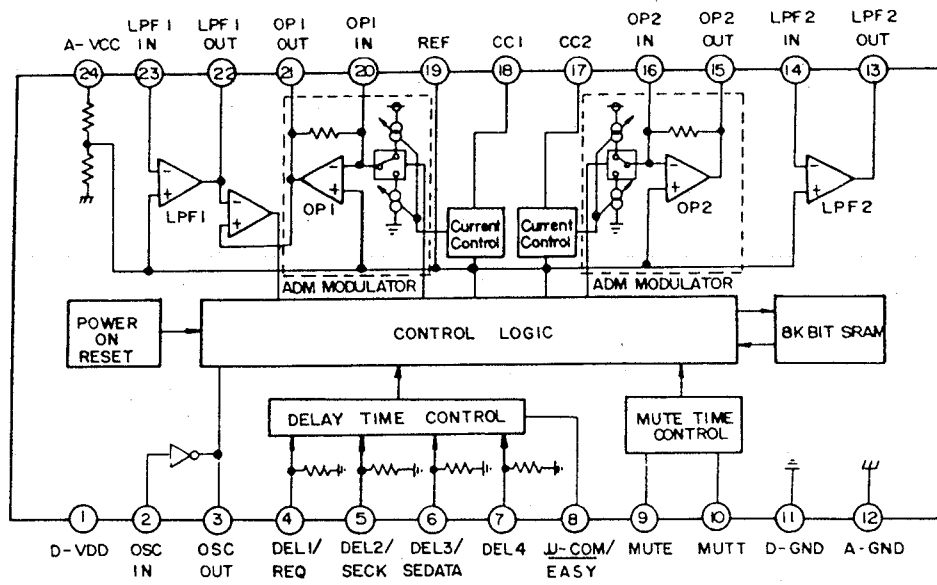 A-VCC
LPF1 IN
LPF1 OUT
OP1 OUT
OP1 IN
REF
CC1
CC2
OP2 IN
OP2 OUT
LPF2 IN
LPF2 OUT
24
23
22
21
20
19
18
17
16
15
14
13
LPF1
OP1
Current Control
Current Control
OP2
LPF2
ADM MODULATOR
ADM MODULATOR
POWER ON RESET
CONTROL LOGIC
8K BIT SRAM
DELAY TIME CONTROL
MUTE TIME CONTROL
1
2
3
4
5
6
7
8
9
10
11
12
D-VDD
OSC IN
OSC OUT
DEL1/ REQ
DEL2/ SECK
DEL3/ SEDATA
DEL4
μ-COM/ EASY
MUTE
MUTT
D-GND
A-GND